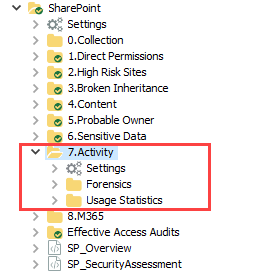 SharePoint
Settings
0.Collection
1.Direct Permissions
2.High Risk Sites
3.Broken Inheritance
4.Content
5.Probable Owner
6.Sensitive Data
7.Activity
Settings
Forensics
Usage Statistics
8.M365
Effective Access Audits
SP_Overview
SP_SecurityAssessment